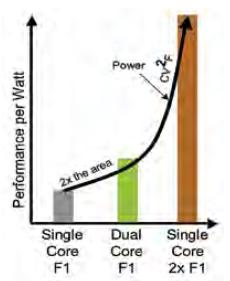 Performance per Watt
Power
CV²F
2x the area
Single Dual Single
Core Core Core
F1 F1 2x F1